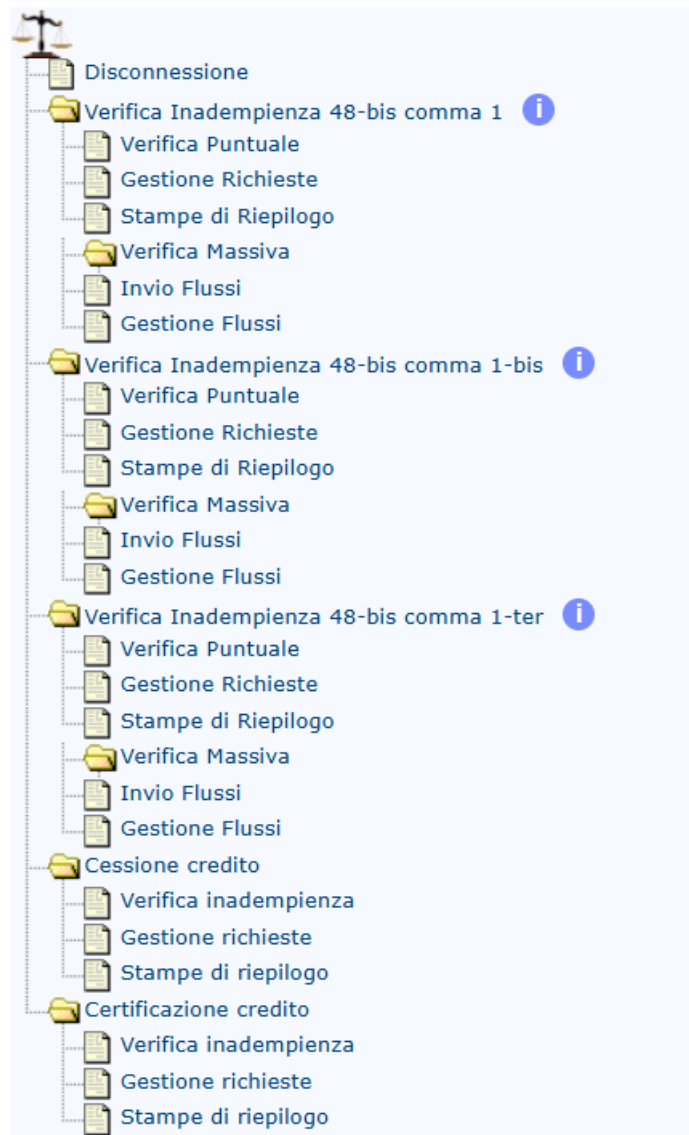 Disconnessione
Verifica Inadempienza 48-bis comma 1 i
Verifica Puntuale
Gestione Richieste
Stampe di Riepilogo
Verifica Massiva
Invio Flussi
Gestione Flussi
Verifica Inadempienza 48-bis comma 1-bis i
Verifica Puntuale
Gestione Richieste
Stampe di Riepilogo
Verifica Massiva
Invio Flussi
Gestione Flussi
Verifica Inadempienza 48-bis comma 1-ter i
Verifica Puntuale
Gestione Richieste
Stampe di Riepilogo
Verifica Massiva
Invio Flussi
Gestione Flussi
Cessione credito
Verifica inadempienza
Gestione richieste
Stampe di riepilogo
Certificazione credito
Verifica inadempienza
Gestione richieste
Stampe di riepilogo